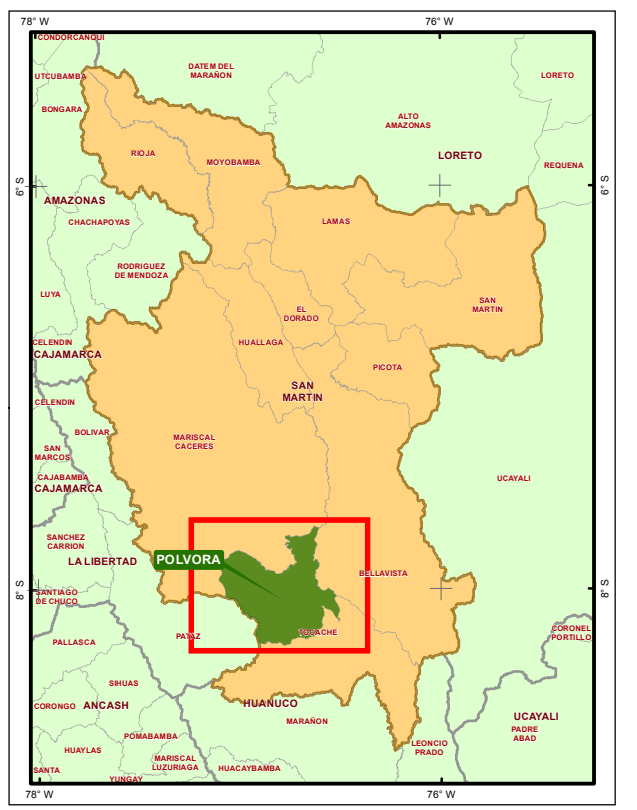 78° W
76° W
CONDORCANQUI
DATEM DEL
MARAÑON
UTCUBAMBA
LORETO
BONGARA
ALTO
AMAZONAS
RIOJA
MOYOBAMBA
LORETO
REQUENA
6° S
6° S
AMAZONAS
CHACHAPOYAS
LAMAS
RODRIGUEZ
DE MENDOZA
LUYA
SAN
MARTIN
EL
DORADO
CELENDIN
HUALLAGA
CAJAMARCA
PICOTA
SAN
MARTIN
CELENDIN
BOLIVAR
MARISCAL
CACERES
SAN
MARCOS
CAJABAMBA
UCAYALI
CAJAMARCA
SANCHEZ
CARRION
LA LIBERTAD
POLVORA
BELLAVISTA
8° S
8° S
SANTIAGO
DE CHUCO
PATAZ
TOCACHE
CORONEL
PORTILLO
PALLASCA
SIHUAS
CORONGO
ANCASH
HUANUCO
MARAÑON
UCAYALI
PADRE
ABAD
POMABAMBA
HUAYLAS
MARISCAL
LUZURIAGA
LEONCIO
PRADO
SANTA
YUNGAY
HUACAYBAMBA
78° W
76° W